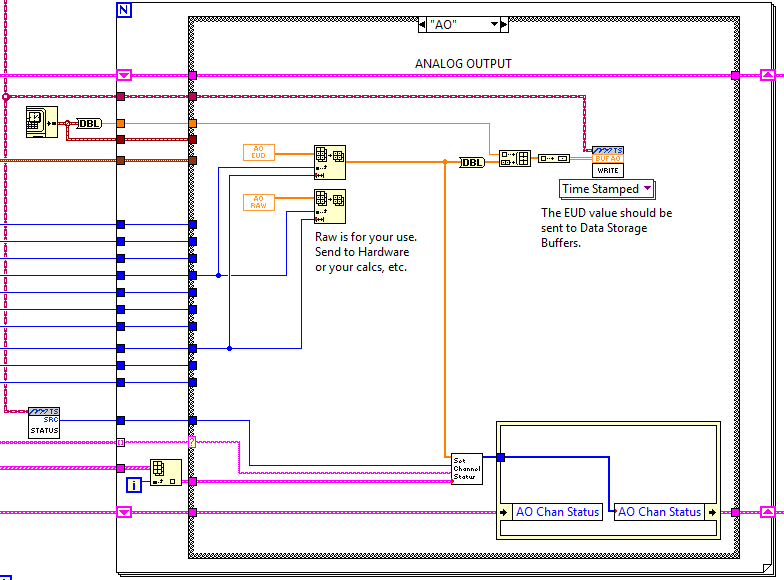 N
"AO"
ANALOG OUTPUT
DBL
AO
EUD
DBL
TS
BUF AO
WRITE
Time Stamped
AO
RAW
The EUD value should be
sent to Data Storage
Buffers.
Raw is for your use.
Send to Hardware
or your calcs, etc.
TS
SRC
STATUS
?
i
Set
Channel
Status
AO Chan Status
AO Chan Status